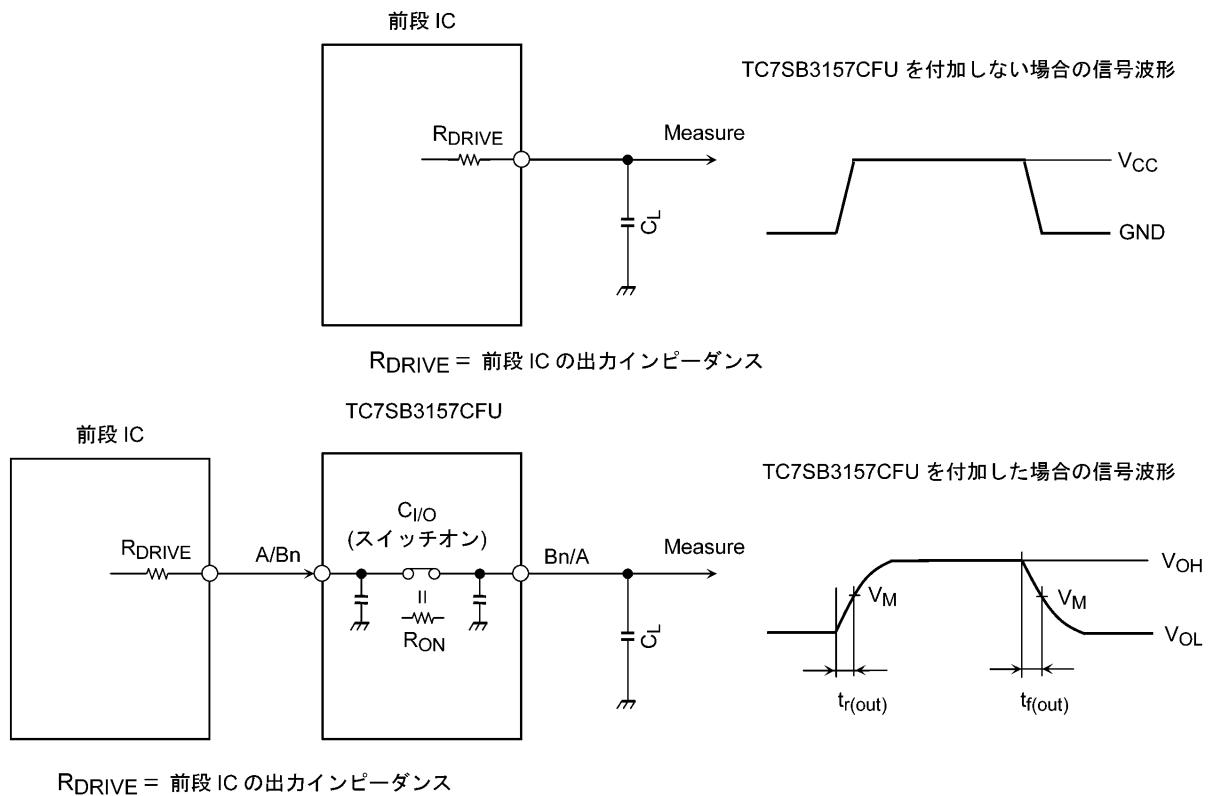 前段 IC
TC7SB3157CFU を付加しない場合の信号波形
RDRIVE
Measure
VCC
CL
GND
RDRIVE = 前段 IC の出力インピーダンス
TC7SB3157CFU
前段 IC
TC7SB3157CFU を付加した場合の信号波形
CI/O
(スイッチオン)
RDRIVE
A/Bn
Bn/A
Measure
VOH
VM
VM
=
RON
CL
VOL
tr(out)
tf(out)
RDRIVE = 前段 IC の出力インピーダンス